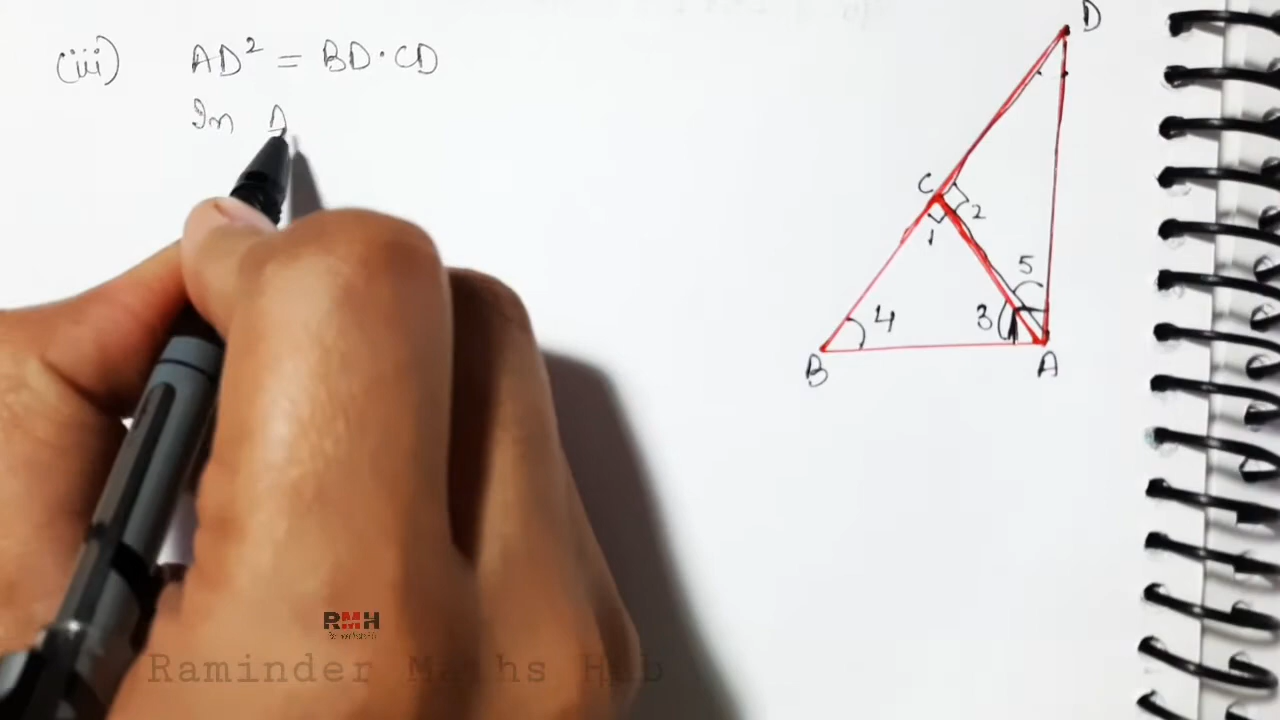 (iii) AD² = BD·CD
In Δ
D
C
2
1
5
4
3
B
A
RMH
Raminder Maths Hub